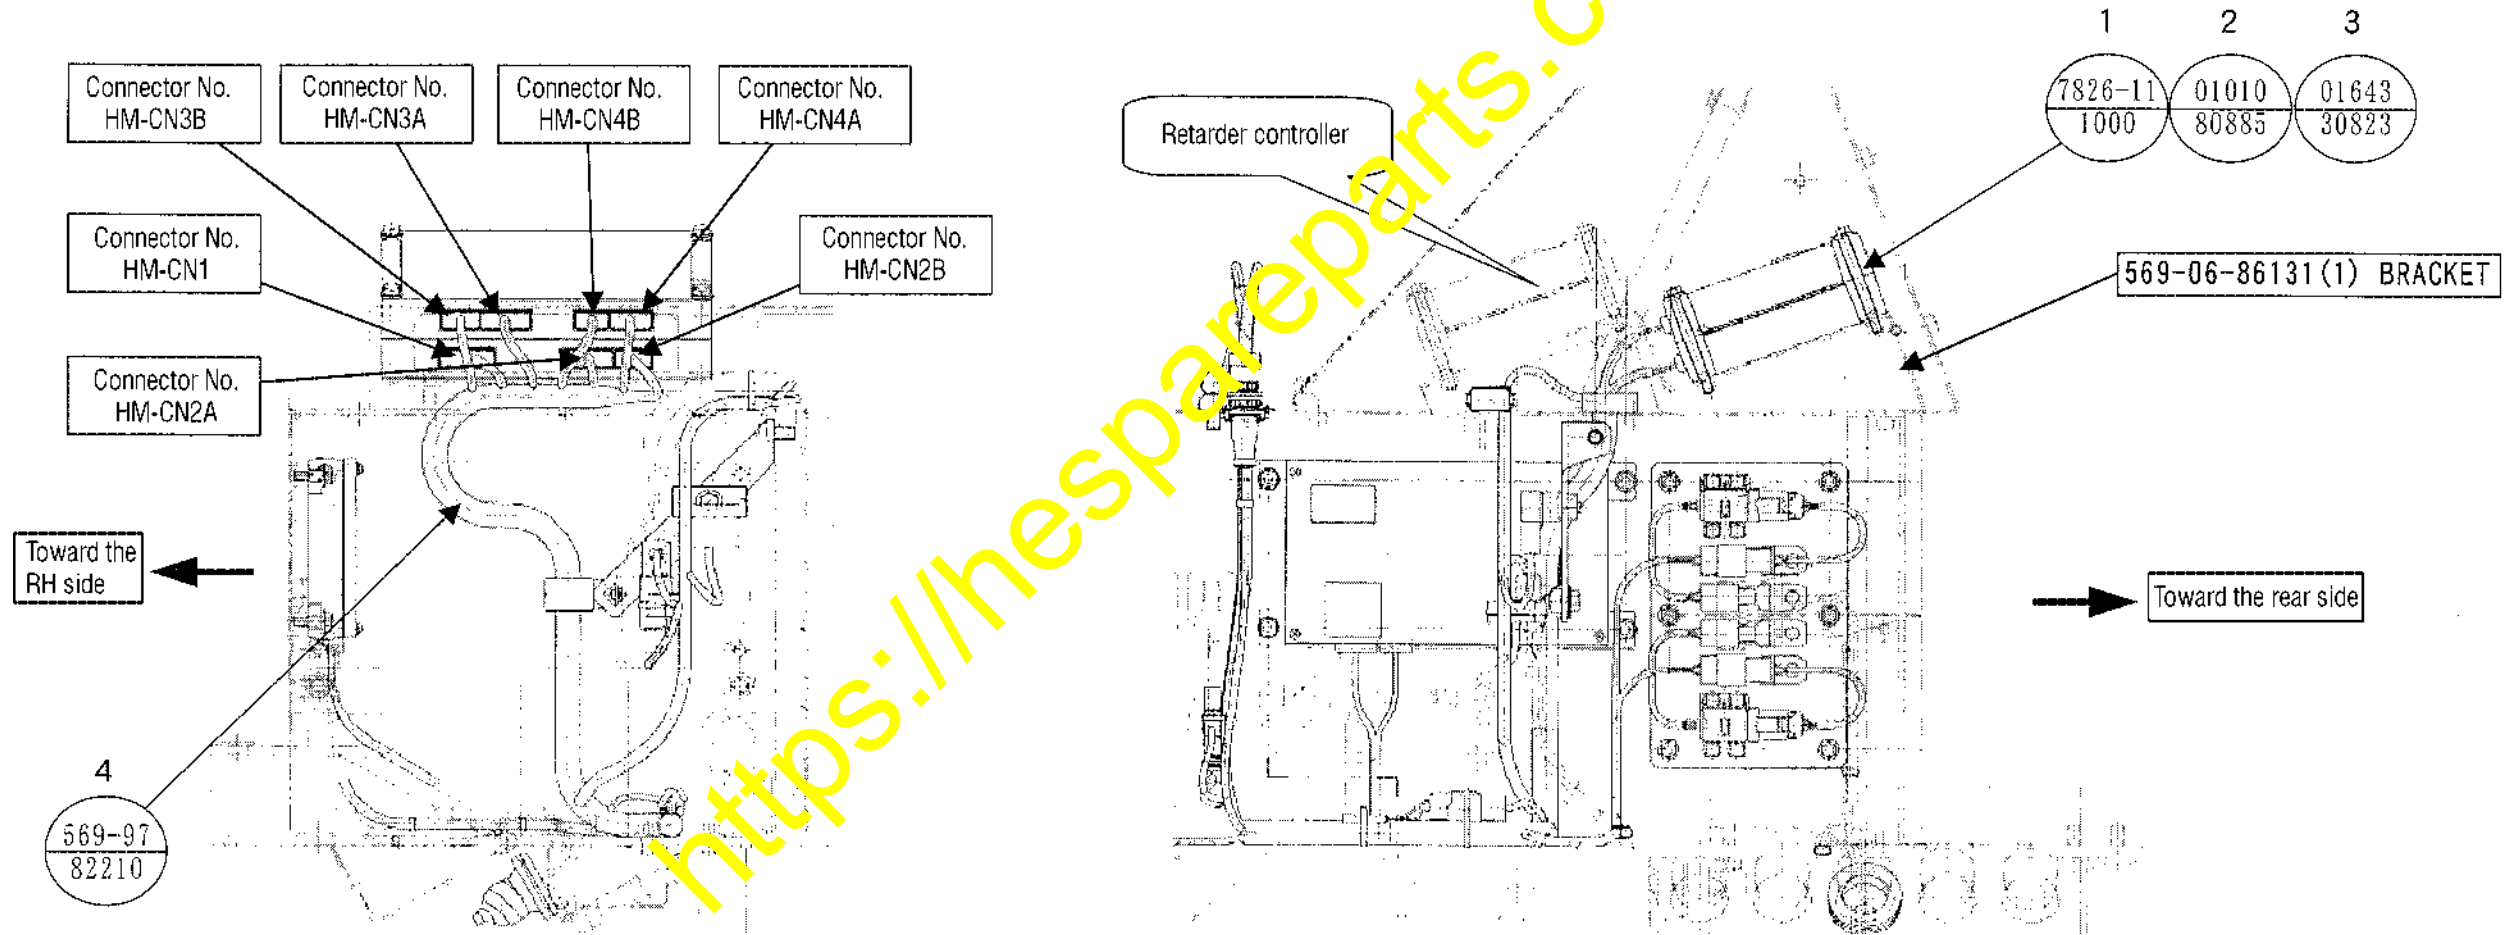 Connector No.
HM-CN3B
Connector No.
HM-CN3A
Connector No.
HM-CN4B
Connector No.
HM-CN4A
Connector No.
HM-CN1
Connector No.
HM-CN2B
Connector No.
HM-CN2A
Toward the
RH side
4
569-97
82210
Retarder controller
1
2
3
7826-11
1000
01010
80885
01643
30823
569-06-86131(1) BRACKET
Toward the rear side
https://hespareparts.c